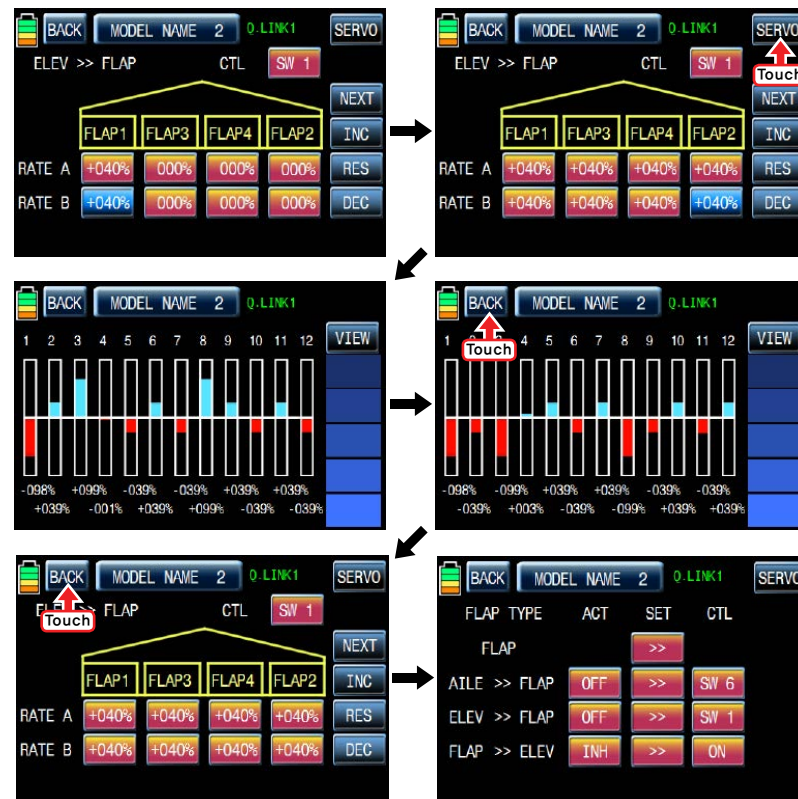 BACK MODEL NAME 2 Q.LINK1 SERVO
ELEV >> FLAP CTL SW 1
NEXT
FLAP1 FLAP3 FLAP4 FLAP2 INC
RATE A +040% 000% 000% 000% RES
RATE B +040% 000% 000% 000% DEC
BACK MODEL NAME 2 Q.LINK1 SERVO
Touch
ELEV >> FLAP CTL SW 1
NEXT
FLAP1 FLAP3 FLAP4 FLAP2 INC
RATE A +040% +040% +040% +040% RES
RATE B +040% +040% +040% +040% DEC
BACK MODEL NAME 2 Q.LINK1
1 2 3 4 5 6 7 8 9 10 11 12 VIEW
-098% +099% -039% -039% +039% +039%
+039% -001% +039% +099% -039% -039%
BACK MODEL NAME 2 Q.LINK1
Touch
1 4 5 6 7 8 9 10 11 12 VIEW
-098% -099% +039% +039% -039% -039%
-039% +003% -039% -099% +039% +039%
BACK MODEL NAME 2 Q.LINK1 SERVO
Touch
>> FLAP CTL SW 1
NEXT
FLAP1 FLAP3 FLAP4 FLAP2 INC
RATE A +040% +040% +040% +040% RES
RATE B +040% +040% +040% +040% DEC
BACK MODEL NAME 2 Q.LINK1 SERVO
FLAP TYPE ACT SET CTL
FLAP >>
AILE >> FLAP OFF >> SW 6
ELEV >> FLAP OFF >> SW 1
FLAP >> ELEV INH >> ON